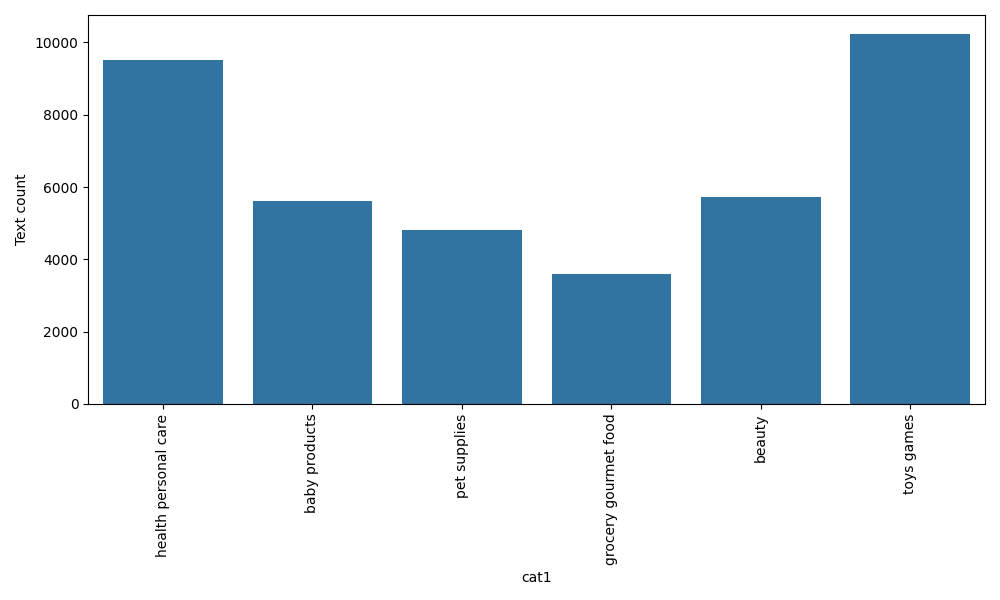 10000
8000
6000
4000
2000
0
Text count
health personal care
baby products
pet supplies
grocery gourmet food
beauty
toys games
cat1